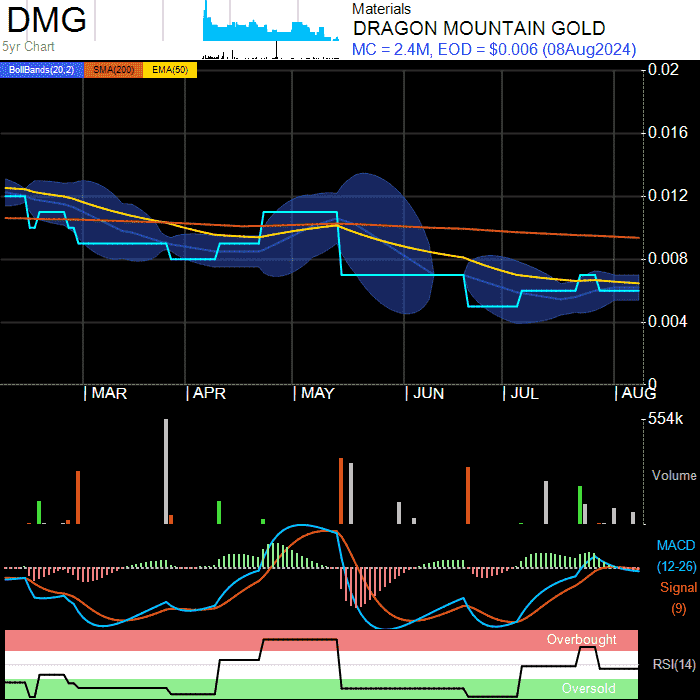 DMG
5yr Chart
Materials
DRAGON MOUNTAIN GOLD
MC = 2.4M, EOD = $0.006 (08Aug2024)
BollBands(20,2) SMA(200) EMA(50)
0.02
0.016
0.012
0.008
0.004
0
MAR APR MAY JUN JUL AUG
554k
Volume
MACD
(12-26)
Signal
(9)
Overbought
RSI(14)
Oversold